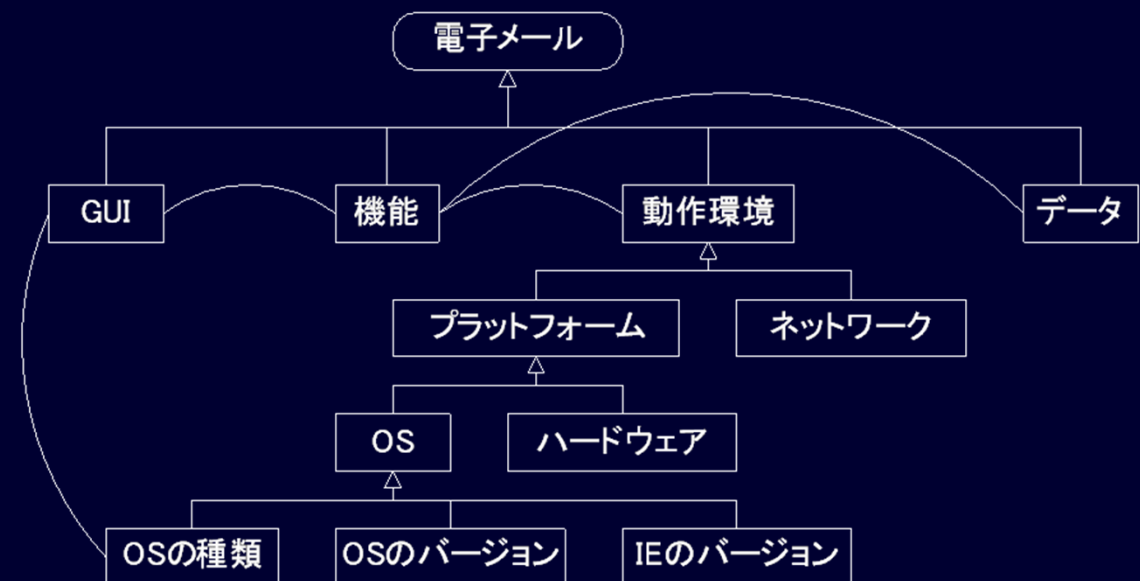 電子メール
GUI
機能
動作環境
データ
プラットフォーム
ネットワーク
OS
ハードウェア
OSの種類
OSのバージョン
IEのバージョン